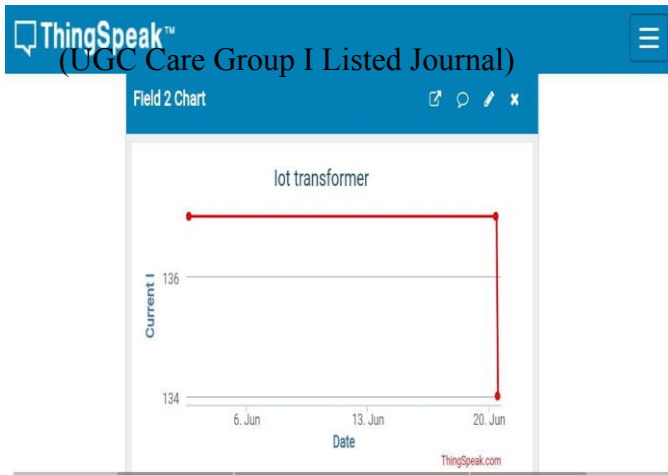 ThingSpeak™
(UGC Care Group I Listed Journal)
Field 2 Chart
Iot transformer
Current I
136
134
6. Jun
13. Jun
20. Jun
Date
ThingSpeak.com